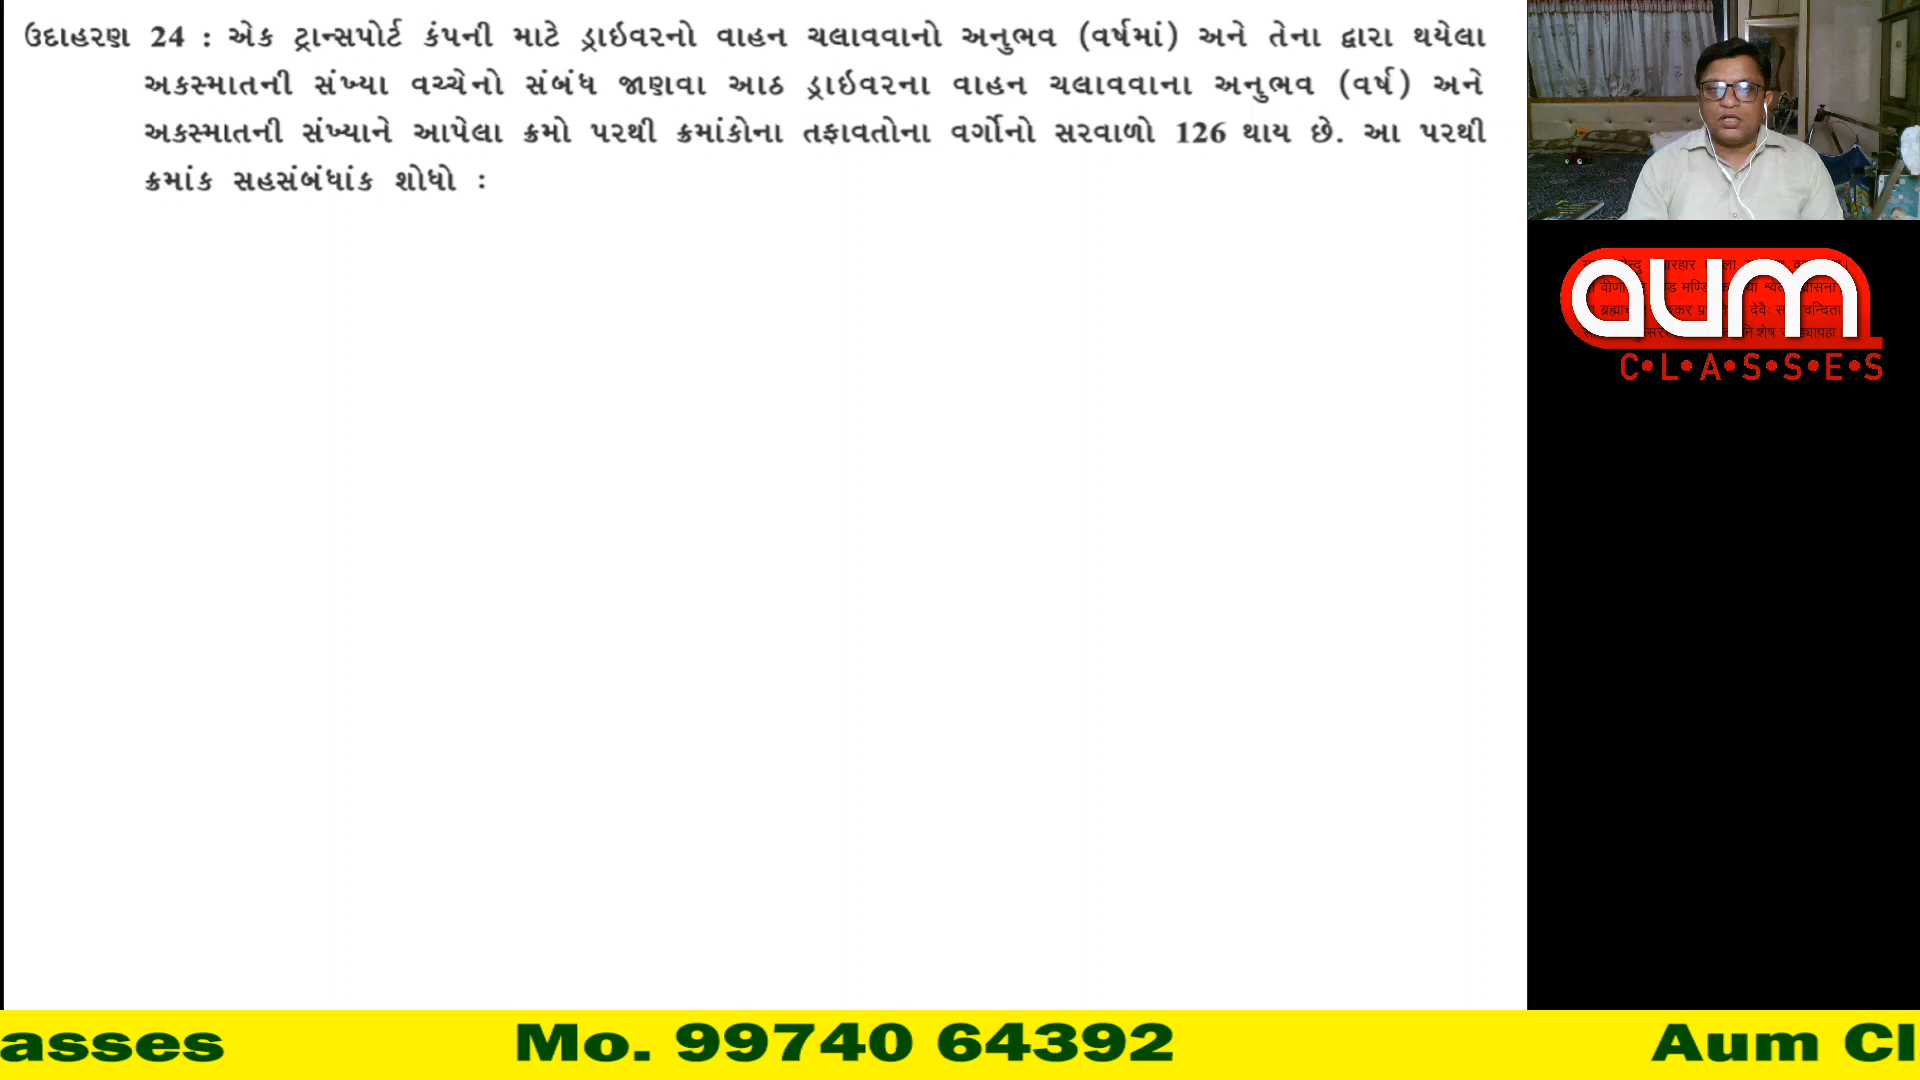 ઉદાહરણ 24 : એક ટ્રાન્સપોર્ટ કંપની માટે ડ્રાઇવરનો વાહન ચલાવવાનો અનુભવ (વર્ષમાં) અને તેના દ્વારા થયેલા
અકસ્માતની સંખ્યા વચ્ચેનો સંબંધ જાણવા આઠ ડ્રાઇવરના વાહન ચલાવવાના અનુભવ (વર્ષ) અને
અકસ્માતની સંખ્યાને આપેલા ક્રમો પરથી ક્રમાંકોના તફાવતોના વર્ગોનો સરવાળો 126 થાય છે. આ પરથી
ક્રમાંક સહસંબંધાંક શોધો :
aum
C•L•A•S•S•E•S
asses Mo. 99740 64392 Aum Cl